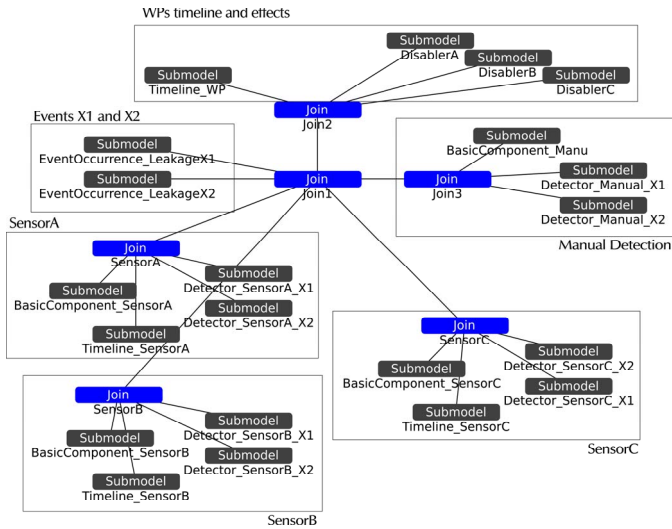 WPs timeline and effects
Submodel
DisablerA
Submodel
DisablerB
Submodel
Timeline_WP
Submodel
DisablerC
Join
Join2
Events X1 and X2
Submodel
EventOccurrence_LeakageX1
Submodel
EventOccurrence_LeakageX2
Join
Join1
Join
Join3
Submodel
BasicComponent_Manu
Submodel
Detector_Manual_X1
Submodel
Detector_Manual_X2
Manual Detection
SensorA
Join
SensorA
Submodel
Detector_SensorA_X1
Submodel
BasicComponent_SensorA
Submodel
Detector_SensorA_X2
Submodel
Timeline_SensorA
Join
SensorC
Submodel
Detector_SensorC_X2
Submodel
BasicComponent_SensorC
Submodel
Detector_SensorC_X1
Submodel
Timeline_SensorC
SensorC
Join
SensorB
Submodel
Detector_SensorB_X1
Submodel
BasicComponent_SensorB
Submodel
Detector_SensorB_X2
Submodel
Timeline_SensorB
SensorB